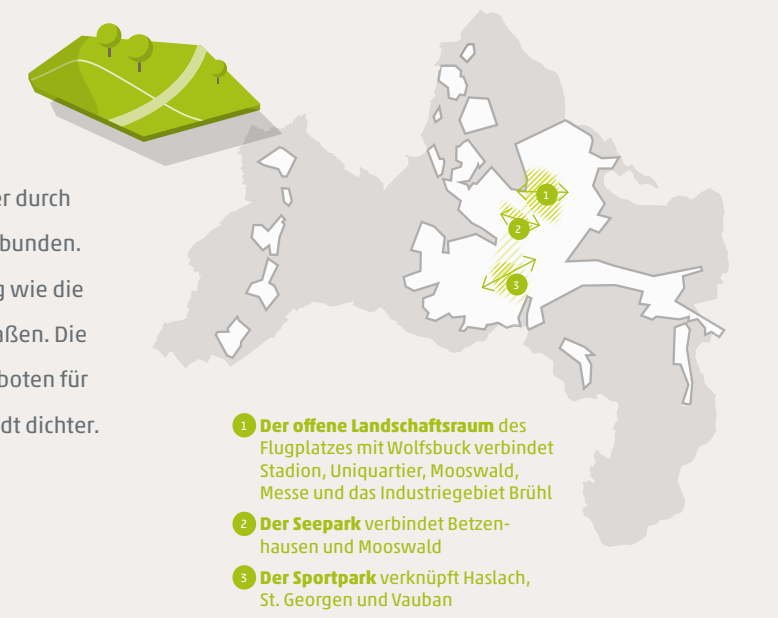 er durch
bunden.
g wie die
aßen. Die
boten für
dt dichter.
1
2
3
1 Der offene Landschaftsraum des
Flugplatzes mit Wolfsbuck verbindet
Stadion, Uniquartier, Mooswald,
Messe und das Industriegebiet Brühl
2 Der Seepark verbindet Betzen-
hausen und Mooswald
3 Der Sportpark verknüpft Haslach,
St. Georgen und Vauban